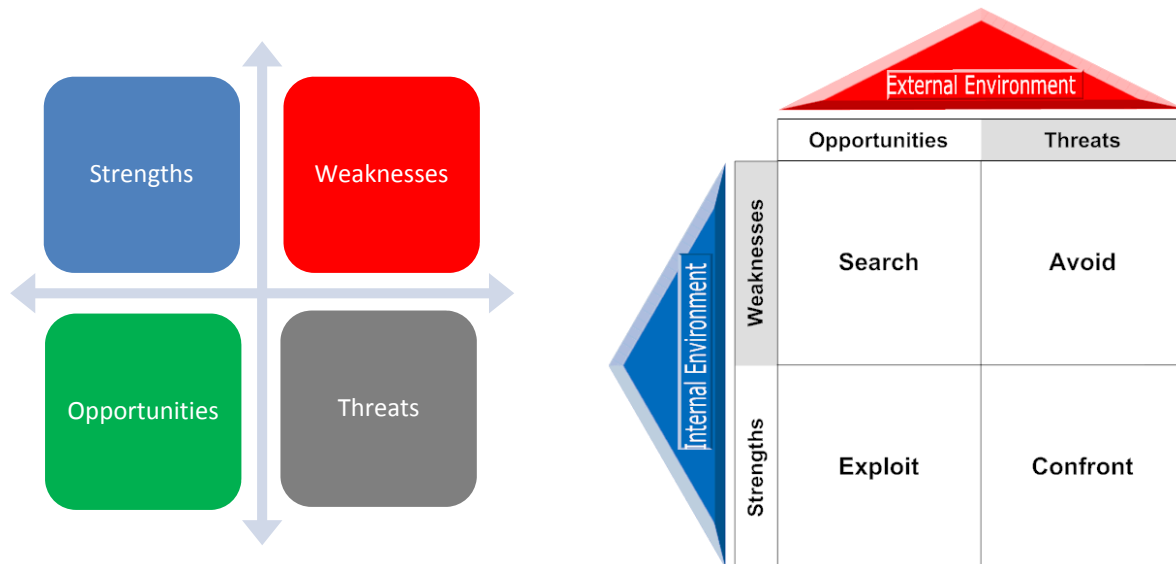 Strengths
Weaknesses
Opportunities
Threats
External Environment
Opportunities
Threats
Internal Environment
Weaknesses
Search
Avoid
Strengths
Exploit
Confront